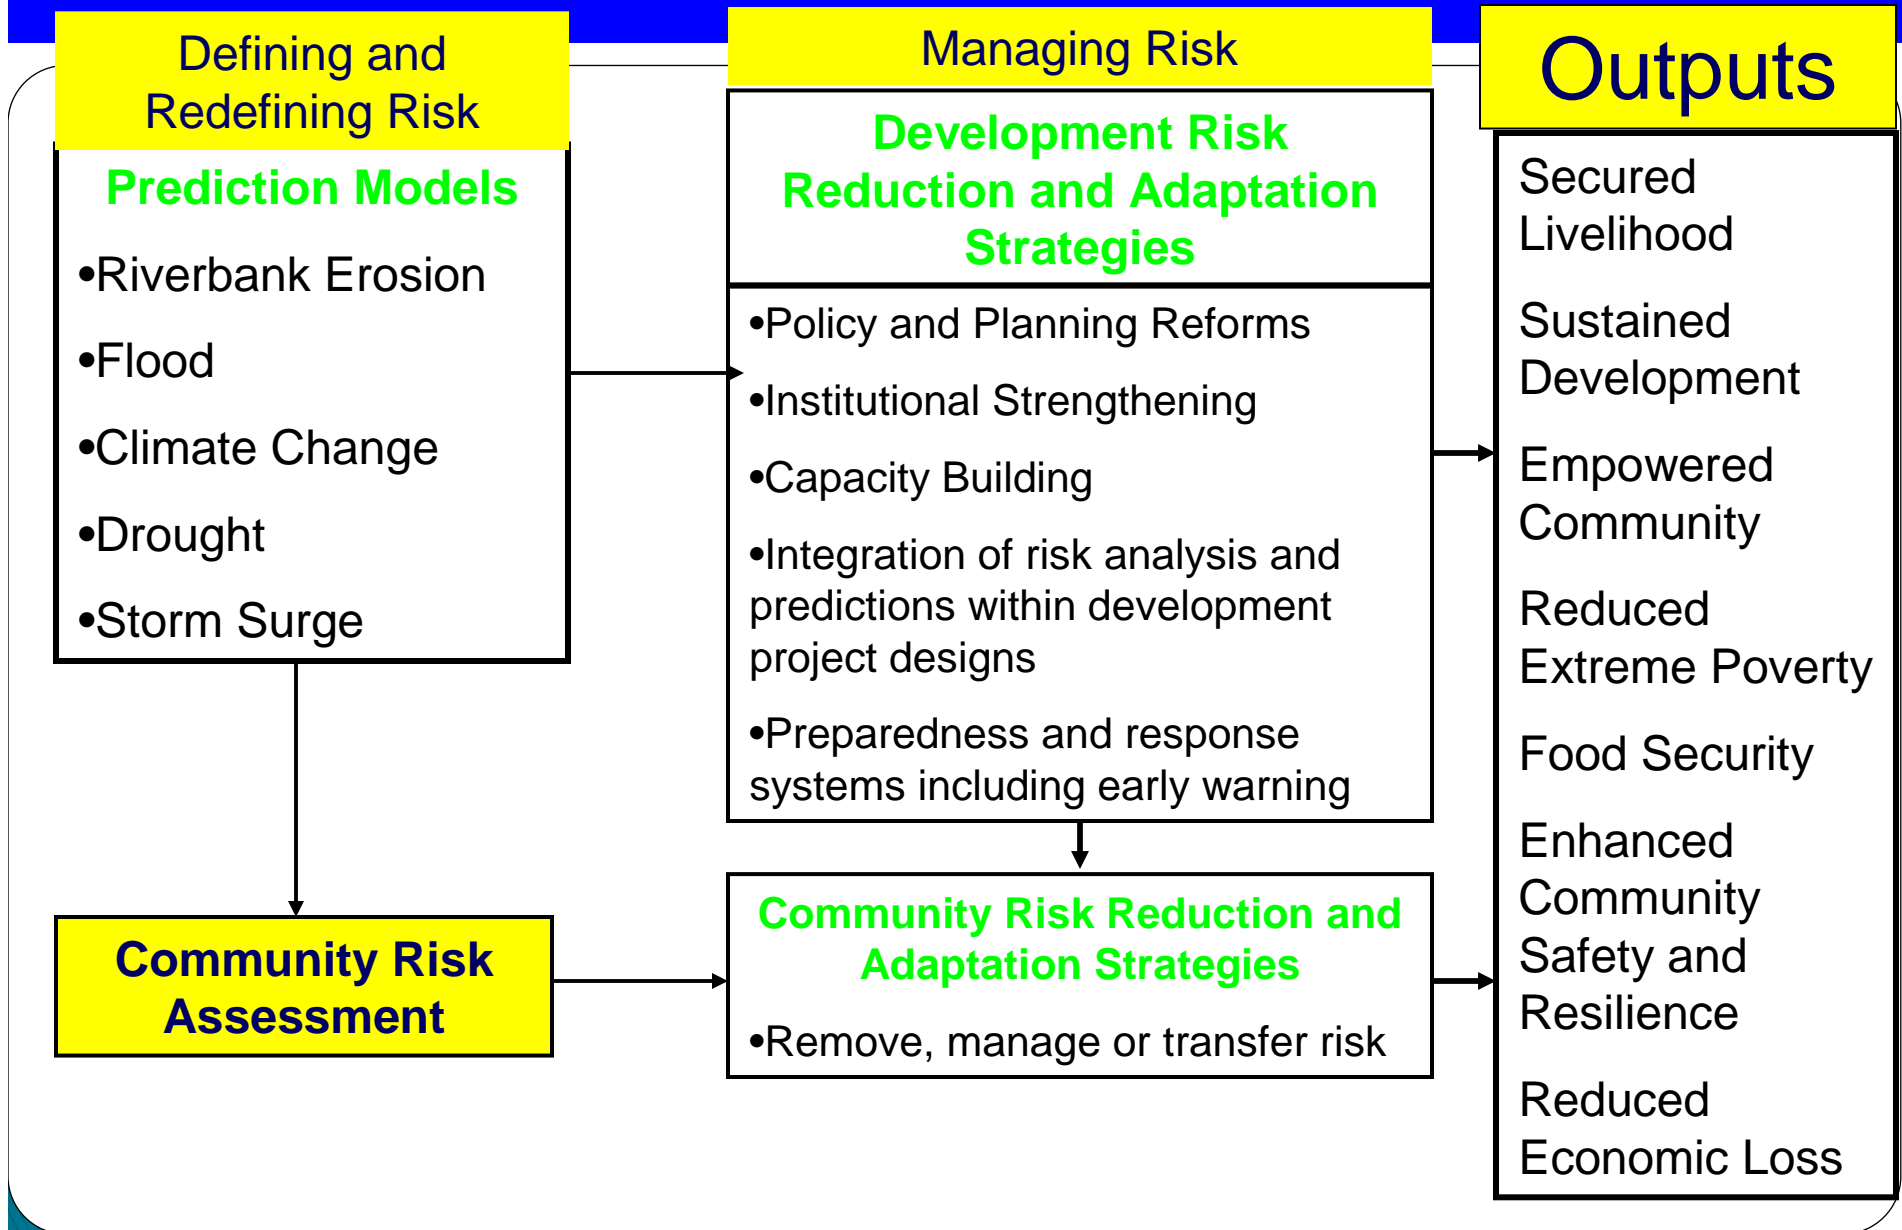 Defining and
Redefining Risk
Prediction Models
•Riverbank Erosion
•Flood
•Climate Change
•Drought
•Storm Surge
Community Risk
Assessment
Managing Risk
Development Risk
Reduction and Adaptation
Strategies
•Policy and Planning Reforms
•Institutional Strengthening
•Capacity Building
•Integration of risk analysis and
predictions within development
project designs
•Preparedness and response
systems including early warning
Community Risk Reduction and
Adaptation Strategies
•Remove, manage or transfer risk
Outputs
Secured
Livelihood
Sustained
Development
Empowered
Community
Reduced
Extreme Poverty
Food Security
Enhanced
Community
Safety and
Resilience
Reduced
Economic Loss